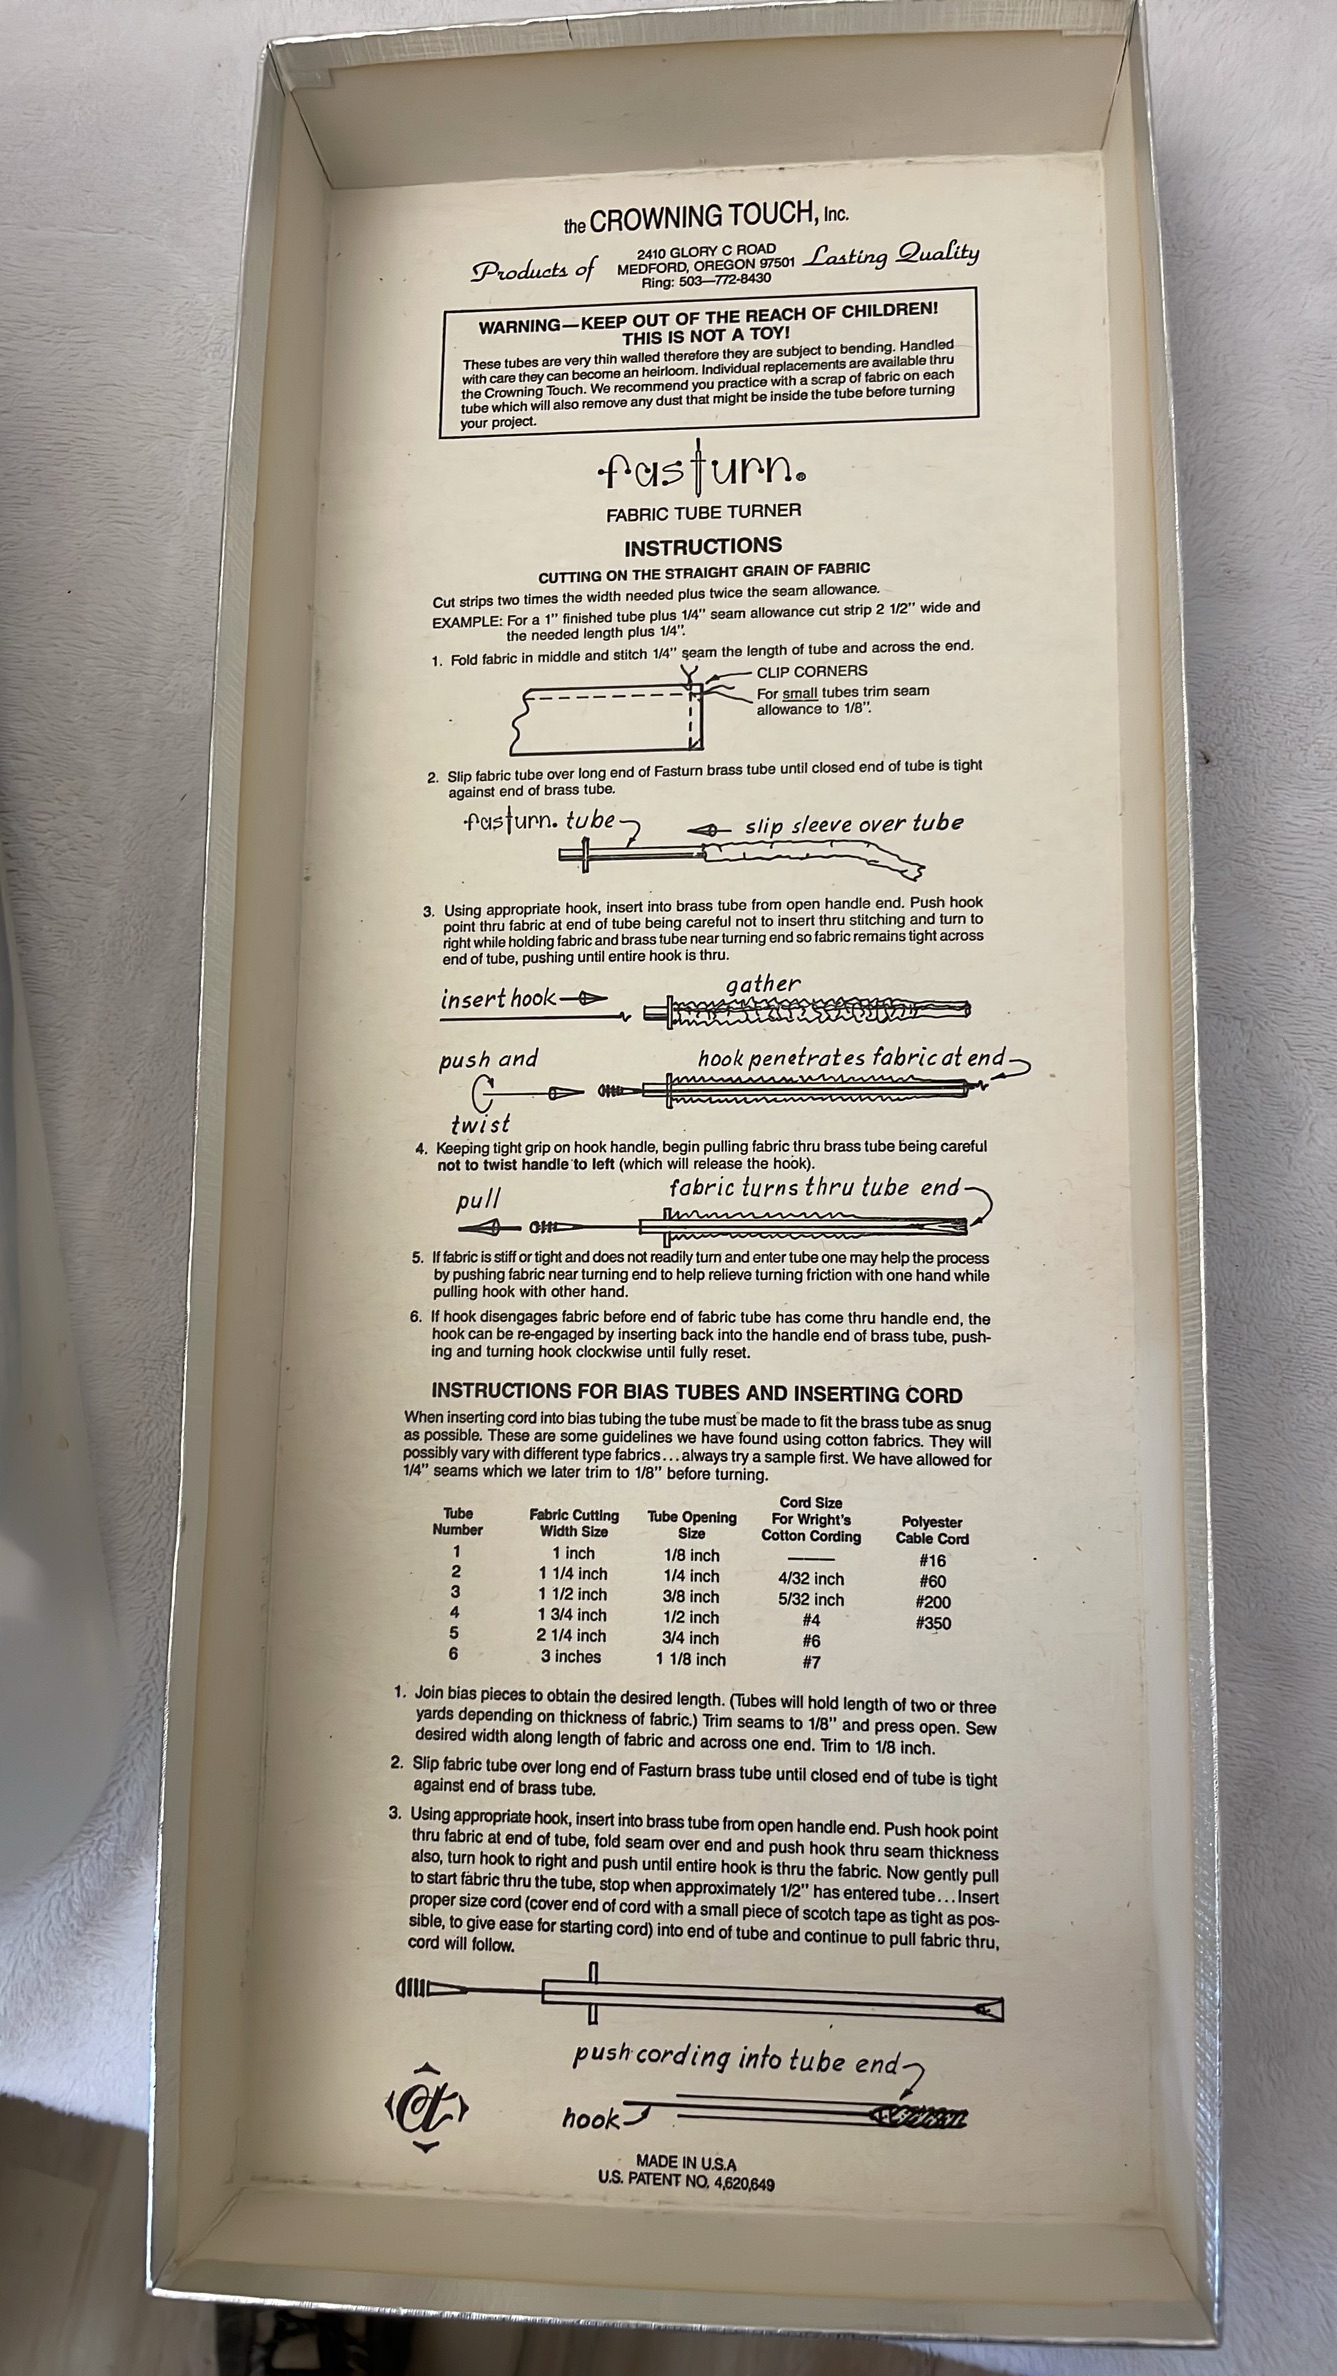 the CROWNING TOUCH, Inc.
Products of
2410 GLORY C ROAD
MEDFORD, OREGON 97501
Ring: 503—772-8430
Lasting Quality
WARNING—KEEP OUT OF THE REACH OF CHILDREN!
THIS IS NOT A TOY!
These tubes are very thin walled therefore they are subject to bending. Handled
with care they can become an heirloom. Individual replacements are available thru
the Crowning Touch. We recommend you practice with a scrap of fabric on each
tube which will also remove any dust that might be inside the tube before turning
your project.
fasturn®
FABRIC TUBE TURNER
INSTRUCTIONS
CUTTING ON THE STRAIGHT GRAIN OF FABRIC
Cut strips two times the width needed plus twice the seam allowance.
EXAMPLE: For a 1" finished tube plus 1/4" seam allowance cut strip 2 1/2" wide and
the needed length plus 1/4".
1. Fold fabric in middle and stitch 1/4" seam the length of tube and across the end.
CLIP CORNERS
For small tubes trim seam
allowance to 1/8".
2. Slip fabric tube over long end of Fasturn brass tube until closed end of tube is tight
against end of brass tube.
fasturn. tube
slip sleeve over tube
3. Using appropriate hook, insert into brass tube from open handle end. Push hook
point thru fabric at end of tube being careful not to insert thru stitching and turn to
right while holding fabric and brass tube near turning end so fabric remains tight across
end of tube, pushing until entire hook is thru.
insert hook
gather
push and
twist
hook penetrates fabric at end
4. Keeping tight grip on hook handle, begin pulling fabric thru brass tube being careful
not to twist handle to left (which will release the hook).
pull
fabric turns thru tube end
5. If fabric is stiff or tight and does not readily turn and enter tube one may help the process
by pushing fabric near turning end to help relieve turning friction with one hand while
pulling hook with other hand.
6. If hook disengages fabric before end of fabric tube has come thru handle end, the
hook can be re-engaged by inserting back into the handle end of brass tube, push-
ing and turning hook clockwise until fully reset.
INSTRUCTIONS FOR BIAS TUBES AND INSERTING CORD
When inserting cord into bias tubing the tube must be made to fit the brass tube as snug
as possible. These are some guidelines we have found using cotton fabrics. They will
possibly vary with different type fabrics...always try a sample first. We have allowed for
1/4" seams which we later trim to 1/8" before turning.
Tube Number	Fabric Cutting Width Size	Tube Opening Size	Cord Size For Wright's Cotton Cording	Polyester Cable Cord
1	1 inch	1/8 inch	——	#16
2	1 1/4 inch	1/4 inch	4/32 inch	#60
3	1 1/2 inch	3/8 inch	5/32 inch	#200
4	1 3/4 inch	1/2 inch	#4	#350
5	2 1/4 inch	3/4 inch	#6
6	3 inches	1 1/8 inch	#7
1. Join bias pieces to obtain the desired length. (Tubes will hold length of two or three
yards depending on thickness of fabric.) Trim seams to 1/8" and press open. Sew
desired width along length of fabric and across one end. Trim to 1/8 inch.
2. Slip fabric tube over long end of Fasturn brass tube until closed end of tube is tight
against end of brass tube.
3. Using appropriate hook, insert into brass tube from open handle end. Push hook point
thru fabric at end of tube, fold seam over end and push hook thru seam thickness
also, turn hook to right and push until entire hook is thru the fabric. Now gently pull
to start fabric thru the tube, stop when approximately 1/2" has entered tube...Insert
proper size cord (cover end of cord with a small piece of scotch tape as tight as pos-
sible, to give ease for starting cord) into end of tube and continue to pull fabric thru,
cord will follow.
push cording into tube end
hook
ct
MADE IN U.S.A
U.S. PATENT NO. 4,620,649